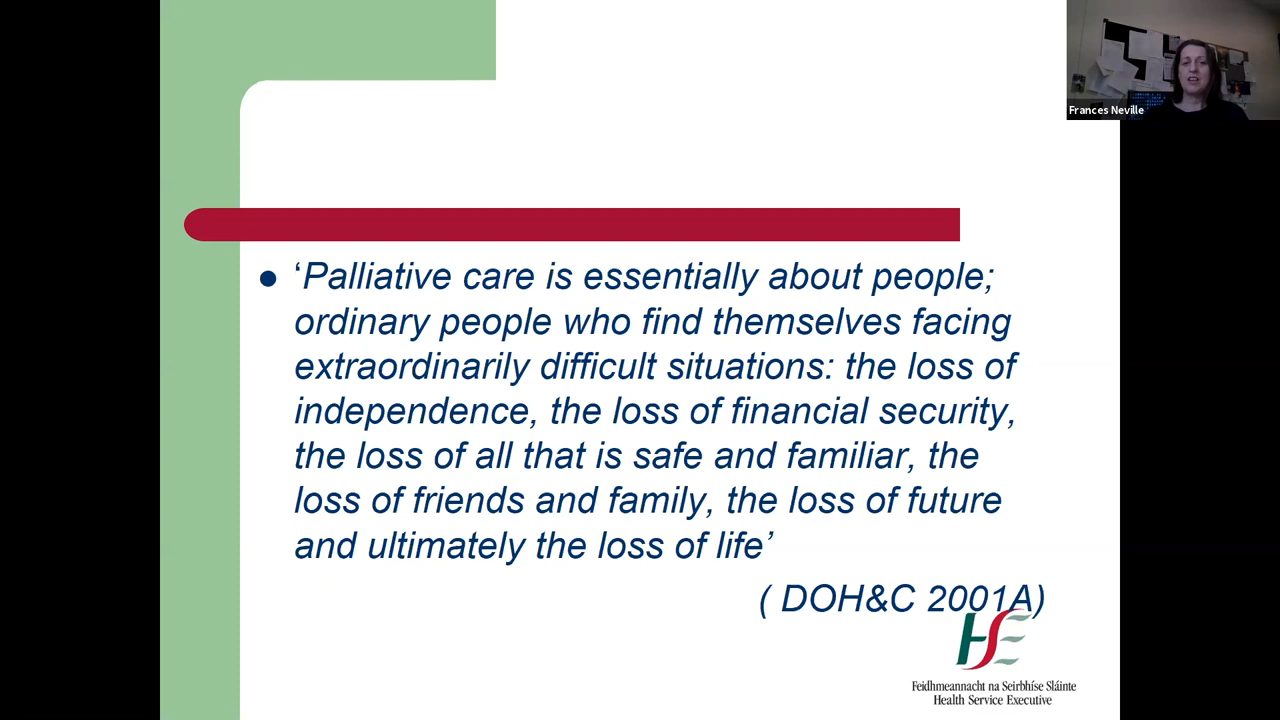 Frances Neville
‘Palliative care is essentially about people;
ordinary people who find themselves facing
extraordinarily difficult situations: the loss of
independence, the loss of financial security,
the loss of all that is safe and familiar, the
loss of friends and family, the loss of future
and ultimately the loss of life’
( DOH&C 2001A)
HSE
Feidhmeannacht na Seirbhíse Sláinte
Health Service Executive